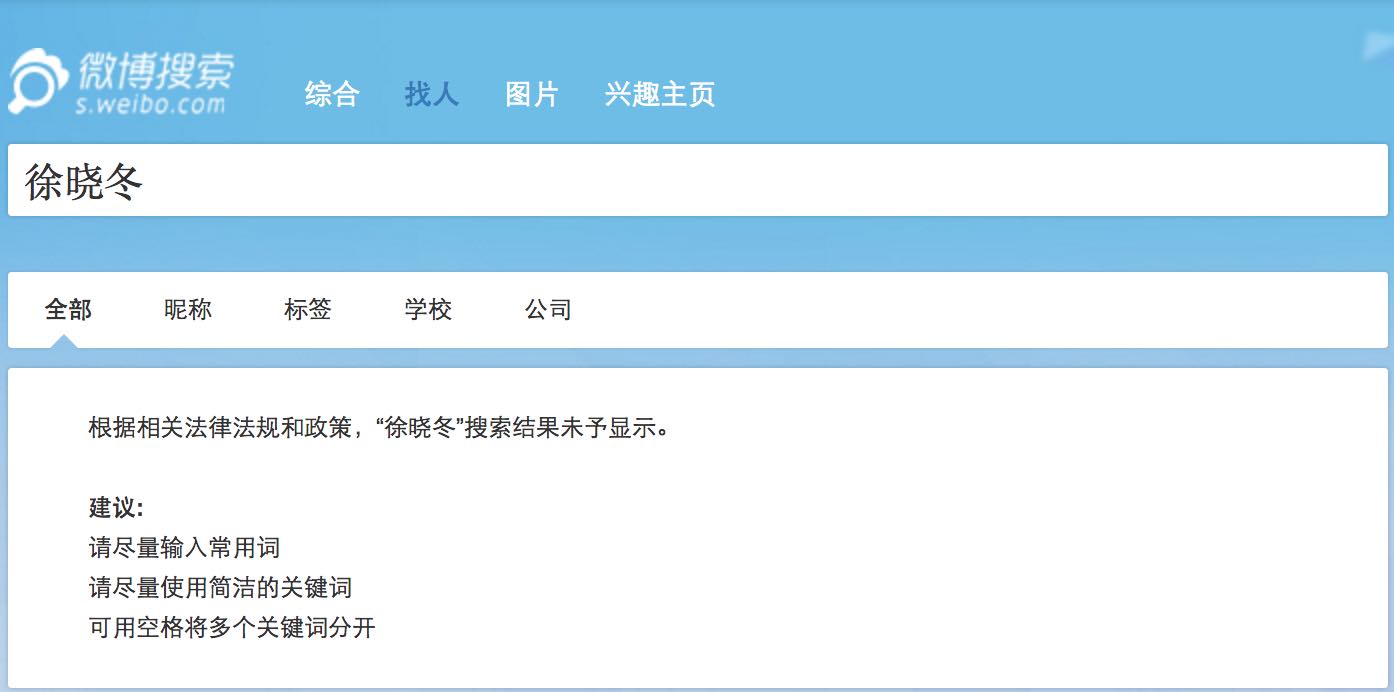 微博搜索
s.weibo.com
综合 找人 图片 兴趣主页
徐晓冬
全部 昵称 标签 学校 公司
根据相关法律法规和政策，“徐晓冬”搜索结果未予显示。
建议:
请尽量输入常用词
请尽量使用简洁的关键词
可用空格将多个关键词分开